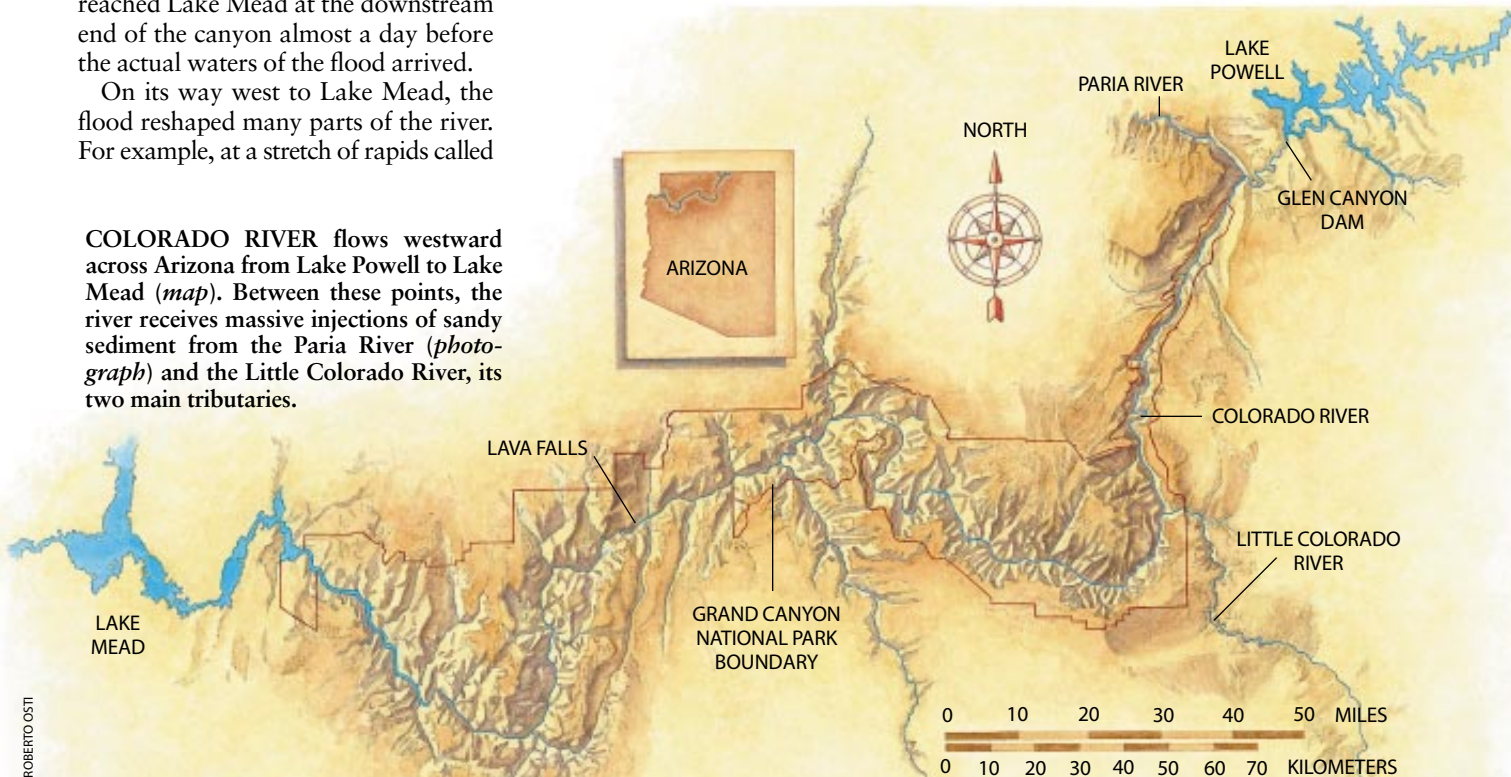 reached Lake Mead at the downstream
end of the canyon almost a day before
the actual waters of the flood arrived.
On its way west to Lake Mead, the
flood reshaped many parts of the river.
For example, at a stretch of rapids called
COLORADO RIVER flows westward
across Arizona from Lake Powell to Lake
Mead (map). Between these points, the
river receives massive injections of sandy
sediment from the Paria River (photo-
graph) and the Little Colorado River, its
two main tributaries.
LAKE
POWELL
PARIA RIVER
NORTH
GLEN CANYON
DAM
ARIZONA
COLORADO RIVER
LAVA FALLS
LITTLE COLORADO
RIVER
LAKE
MEAD
GRAND CANYON
NATIONAL PARK
BOUNDARY
0 10 20 30 40 50 MILES
0 10 20 30 40 50 60 70 KILOMETERS
ROBERTO OSTI